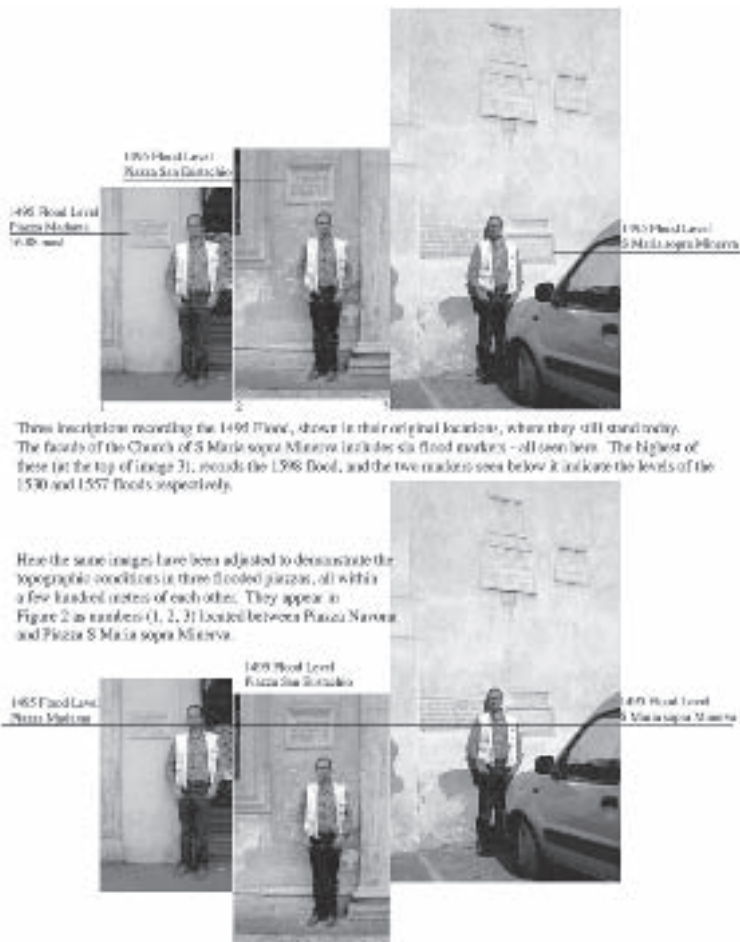 1495 Flood Level
Piazza San Eustachio
1495 Flood Level
Piazza Madama
1495 Flood Level
S Maria sopra Minerva
1
2
3
Three inscriptions recording the 1495 Flood, shown in their original locations, where they still stand today.
The facade of the Church of S Maria sopra Minerva includes six flood markers - all seen here. The highest of
these (at the top of image 3), records the 1598 flood, and the two markers seen below it indicate the levels of the
1530 and 1557 floods respectively.
Here the same images have been adjusted to demonstrate the
topographic conditions in three flooded piazzas, all within
a few hundred meters of each other. They appear in
Figure 2 as numbers (1, 2, 3) located between Piazza Navona
and Piazza S Maria sopra Minerva.
1495 Flood Level
Piazza San Eustachio
1495 Flood Level
Piazza Madama
1495 Flood Level
S Maria sopra Minerva